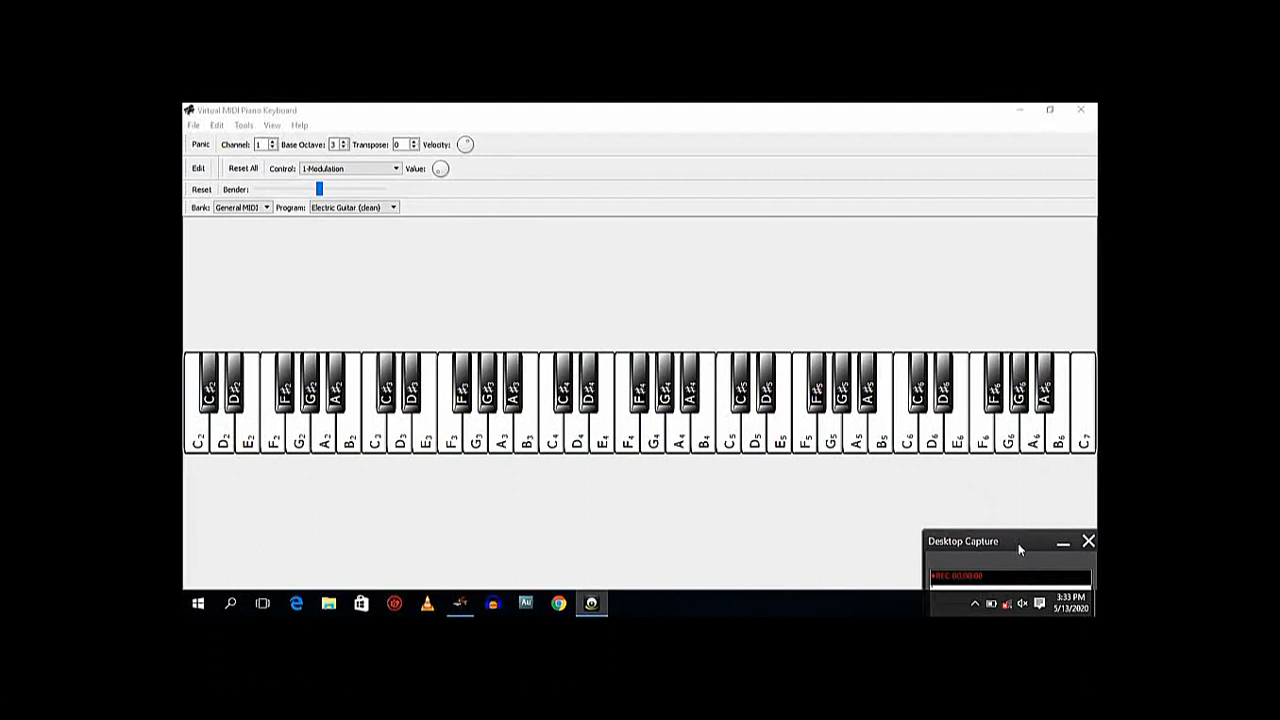 Virtual MIDI Piano Keyboard
File Edit Tools View Help
Panic Channel: 1 Base Octave: 3 Transpose: 0 Velocity:
Edit Reset All Control: 1-Modulation Value:
Reset Bender:
Bank: General MIDI Program: Electric Guitar (clean)
C♯2 D♯2 F♯2 G♯2 A♯2 C♯3 D♯3 F♯3 G♯3 A♯3 C♯4 D♯4 F♯4 G♯4 A♯4 C♯5 D♯5 F♯5 G♯5 A♯5 C♯6 D♯6 F♯6 G♯6 A♯6
C2 D2 E2 F2 G2 A2 B2 C3 D3 E3 F3 G3 A3 B3 C4 D4 E4 F4 G4 A4 B4 C5 D5 E5 F5 G5 A5 B5 C6 D6 E6 F6 G6 A6 B6 C7
Desktop Capture
REC 00:00:00
Au
3:33 PM
5/13/2020